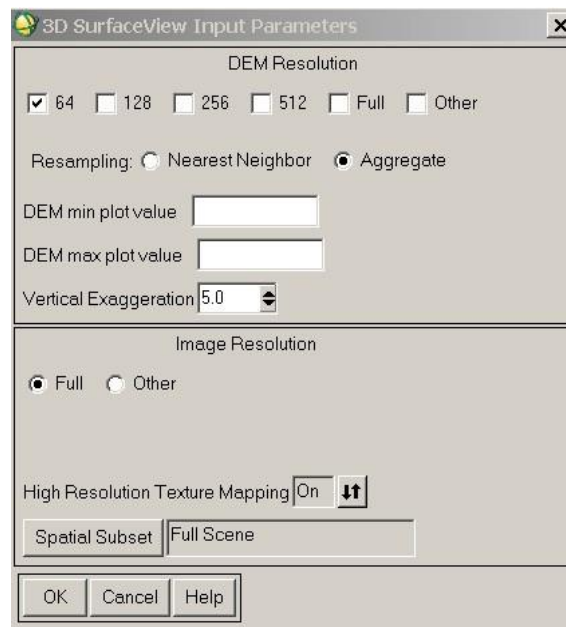 3D SurfaceView Input Parameters
DEM Resolution
64 128 256 512 Full Other
Resampling: Nearest Neighbor Aggregate
DEM min plot value
DEM max plot value
Vertical Exaggeration 5.0
Image Resolution
Full Other
High Resolution Texture Mapping On
Spatial Subset Full Scene
OK Cancel Help